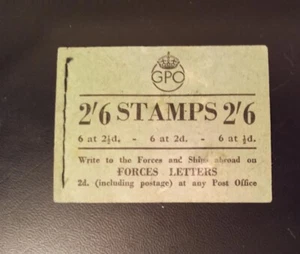 GPO
2/6 STAMPS 2/6
6 at 2½d. - 6 at 2d. - 6 at ½d.
Write to the Forces and Ships abroad on
FORCES LETTERS
2d. (including postage) at any Post Office